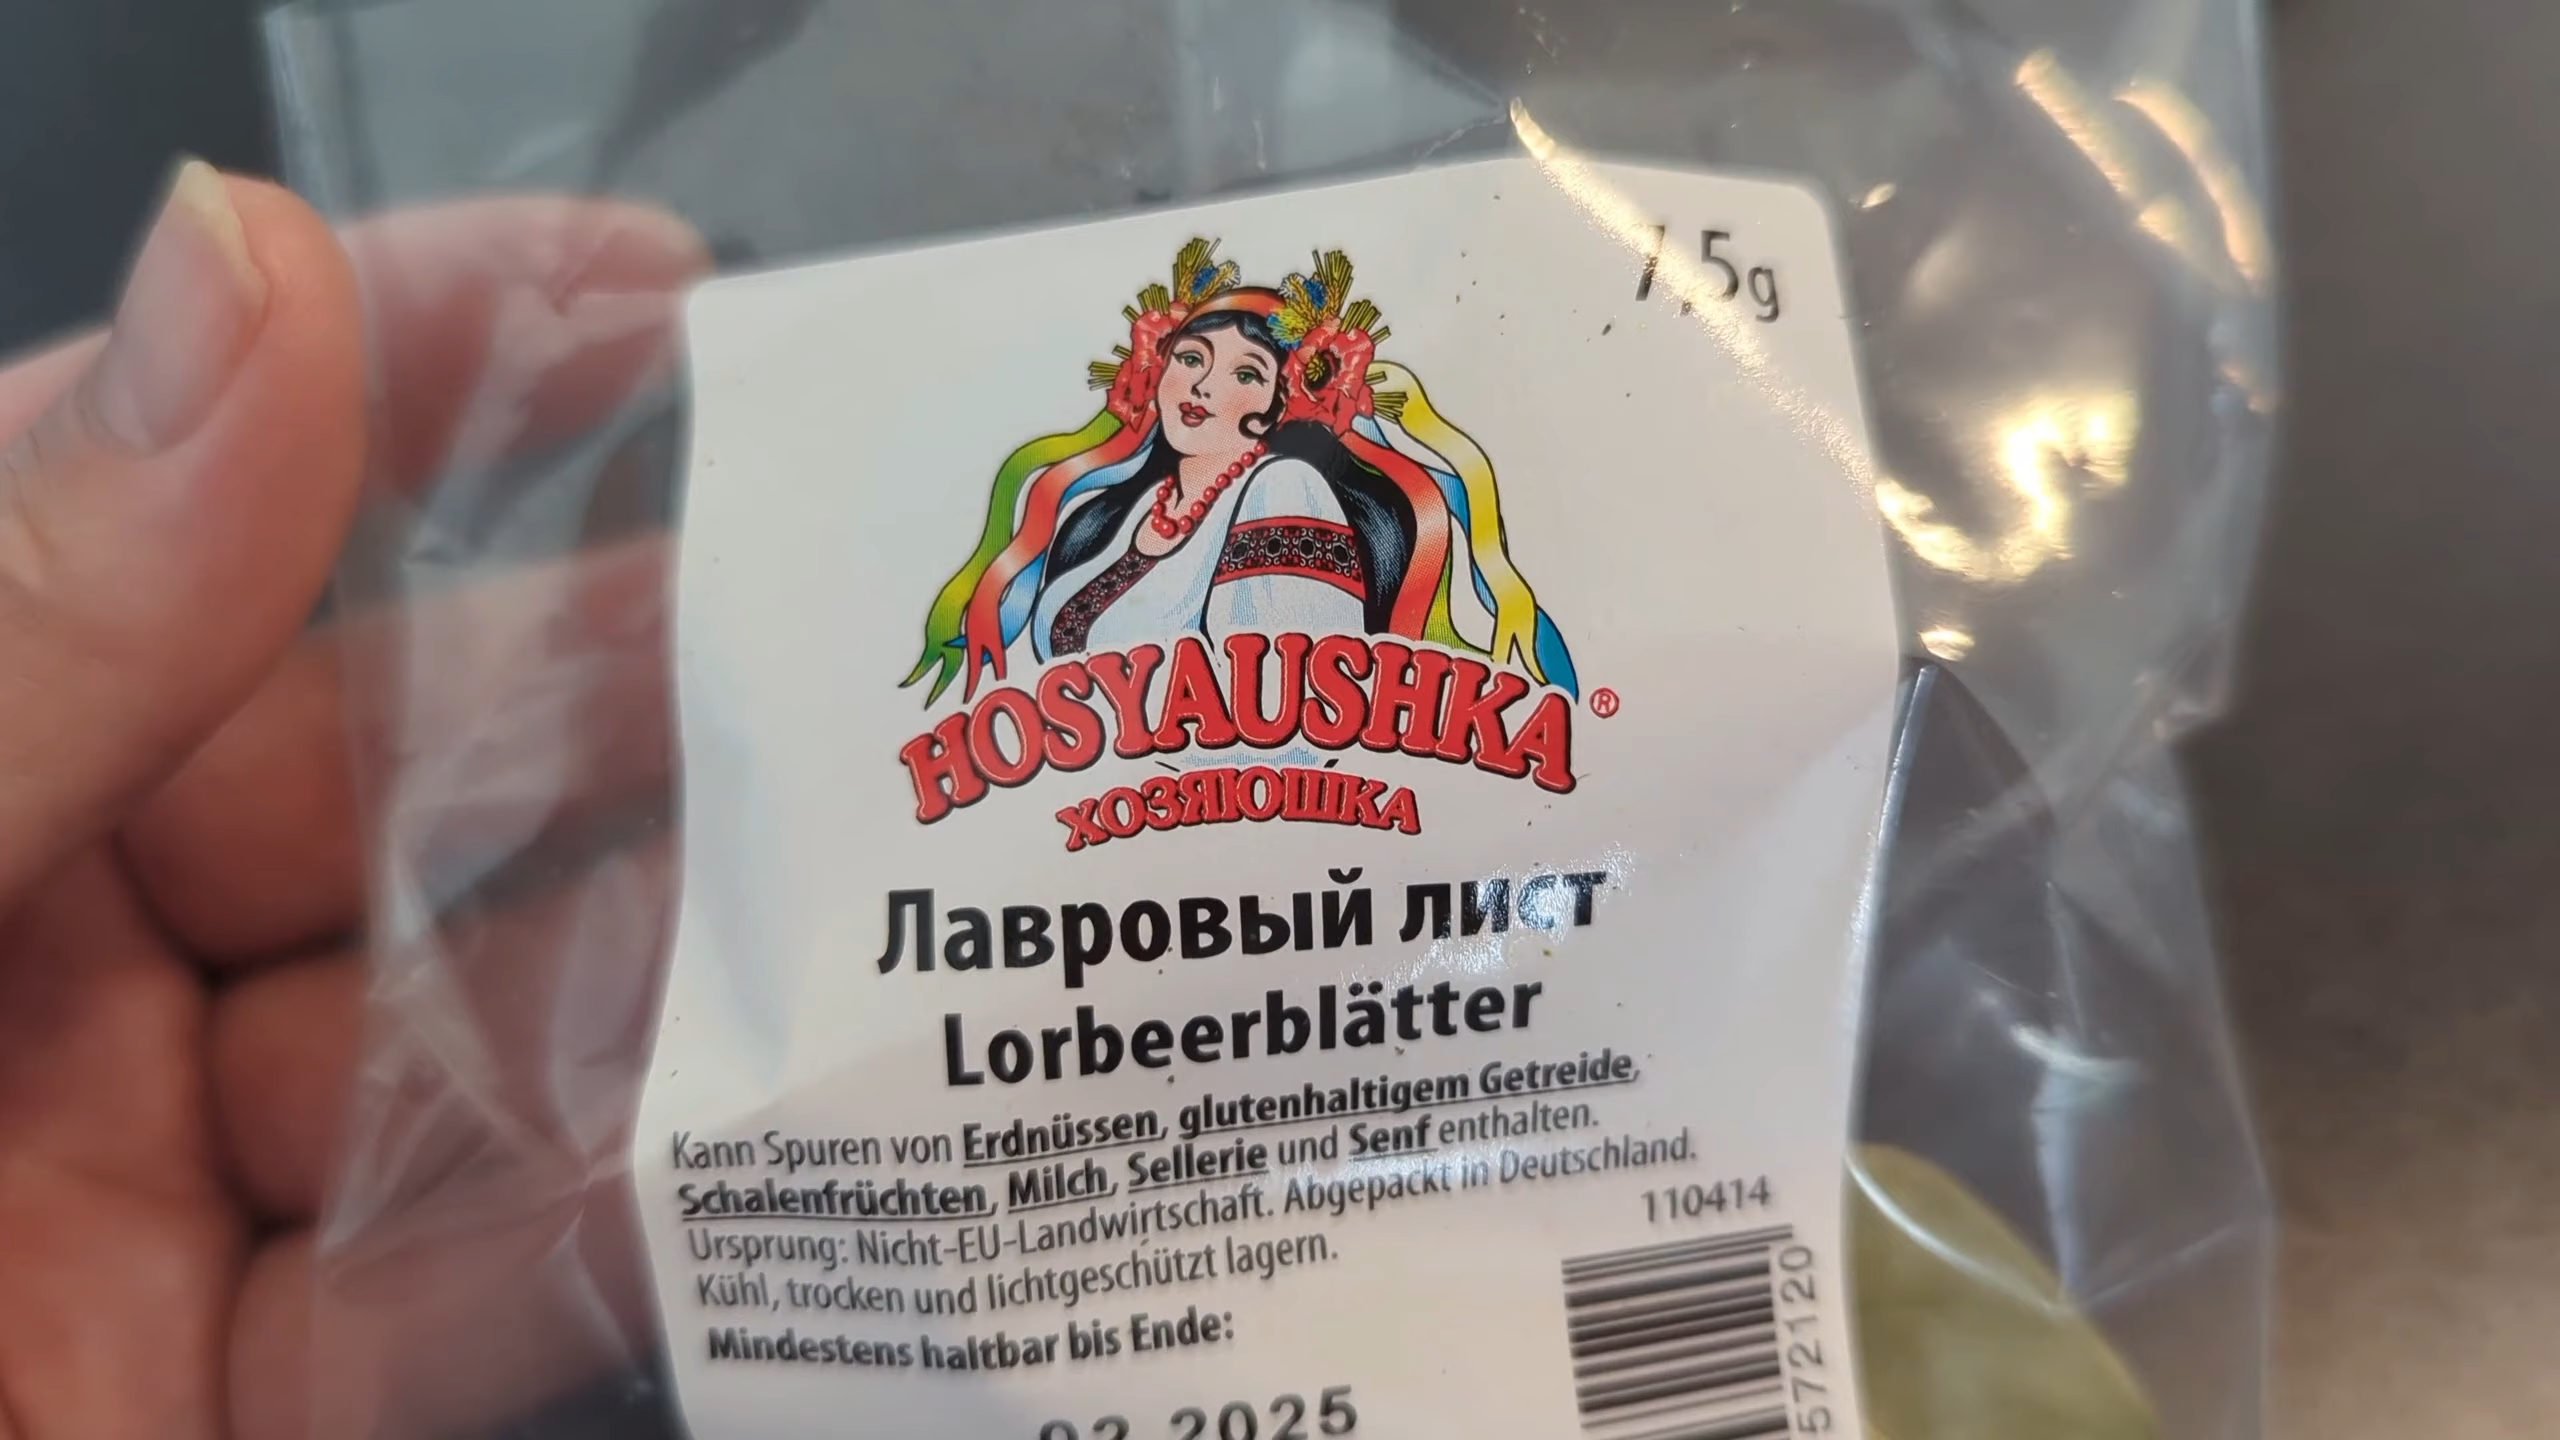 7,5g
HOSYAUSHKA®
ХОЗЯЮШКА
Лавровый лист
Lorbeerblätter
Kann Spuren von Erdnüssen, glutenhaltigem Getreide,
Schalenfrüchten, Milch, Sellerie und Senf enthalten.
Ursprung: Nicht-EU-Landwirtschaft. Abgepackt in Deutschland.
Kühl, trocken und lichtgeschützt lagern.
110414
Mindestens haltbar bis Ende:
2025
572120